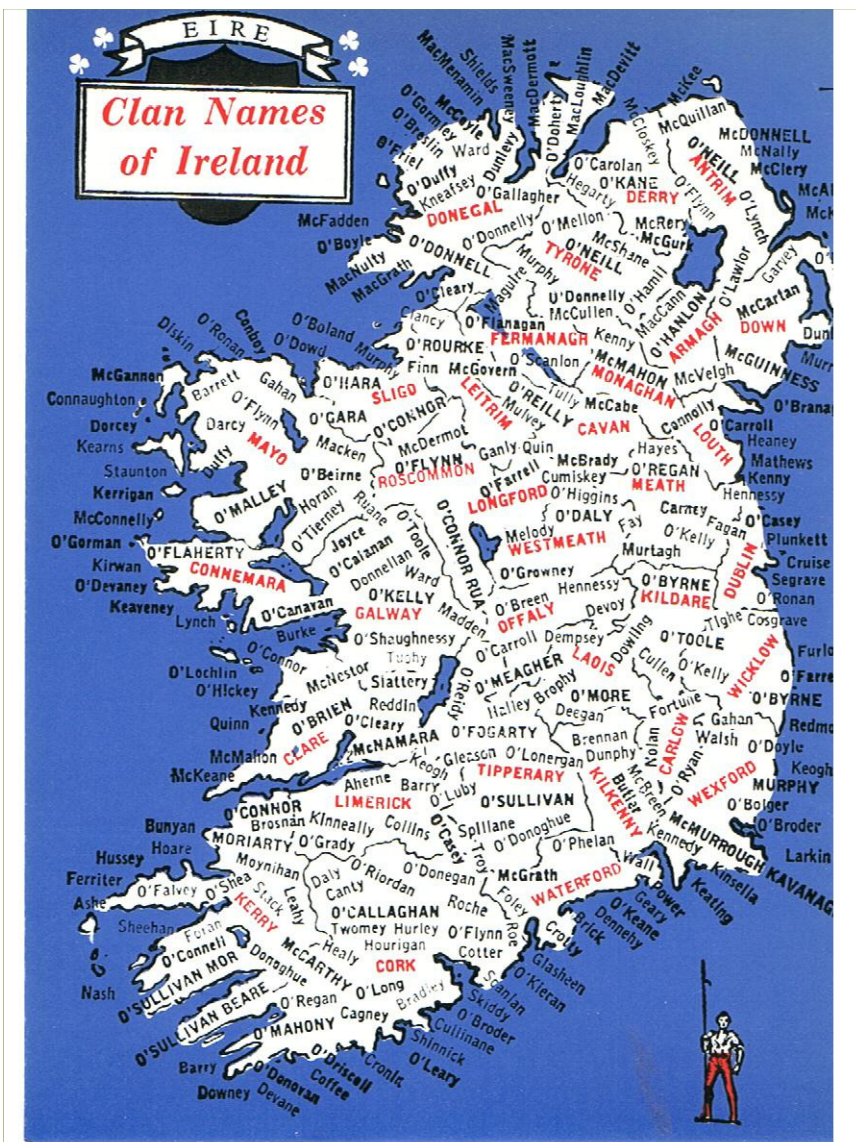 EIRE
Clan Names
of Ireland
MacMenamin
Shields
MacSweeney
MacDermott
O'Doherty
MacLoughlin
MacDevitt
McCloskey
McKee
McQuillan
O'Gormley
McCoyle
O'Breslin
Ward
Dunlevy
O'Friel
O'Duffy
Kneafsey
O'Gallagher
DONEGAL
O'Donnelly
O'DONNELL
McFadden
O'Boyle
MacNulty
MacGrath
O'Cleary
O'Carolan
O'KANE
DERRY
Hegarty
O'Flynn
McDONNELL
McNally
McClery
O'NEILL
ANTRIM
O'Lynch
O'Mellon
McRory
McShane
McGurk
O'NEILL
TYRONE
Murphy
O'Donnelly
McCullen
O'Hamill
MacCann
O'HANLON
O'Lawlor
Garvey
McCartan
DOWN
ARMAGH
McGUINNESS
Maguire
O'Flanagan
FERMANAGH
Kenny
O'Scanlon
McMAHON
MONAGHAN
McVeigh
Clancy
O'ROURKE
Finn
McGovern
LEITRIM
O'REILLY
Tully
McCabe
CAVAN
Mulvey
Connolly
LOUTH
O'Carroll
Heaney
Mathews
Kenny
Hennessy
Diskin
O'Ronan
Conboy
O'Dowd
O'Boland
Murphy
O'HARA
SLIGO
O'GARA
O'CONNOR
McGannon
Connaughton
Dorcey
Kearns
Staunton
Kerrigan
McConnelly
O'Gorman
Kirwan
O'Devaney
Keaveney
Lynch
Barrett
Gahan
O'Flynn
Darcy
MAYO
Duffy
Macken
O'Beirne
O'MALLEY
Horan
O'Tierney
Ruane
McDermot
O'FLYNN
ROSCOMMON
O'CONNOR RUA
Ganly
Quin
O'Farrell
LONGFORD
McBrady
Cumiskey
O'Higgins
Hayes
O'REGAN
MEATH
O'DALY
Melody
WESTMEATH
Fay
Murtagh
O'Growney
Carney
Fagan
O'Kelly
DUBLIN
O'Casey
Plunkett
Cruise
Segrave
O'Ronan
O'FLAHERTY
CONNEMARA
O'Canavan
Joyce
O'Toole
O'Calanan
Donnellan
Ward
O'KELLY
GALWAY
Madden
O'Shaughnessy
Burke
O'Connor
O'Lochlin
O'Hickey
Kennedy
Quinn
McMahon
McKeane
McNestor
Slattery
Reddin
O'BRIEN
O'Cleary
CLARE
McNAMARA
O'Reidy
O'Breen
OFFALY
Hennessy
Devoy
O'BYRNE
KILDARE
Tighe
Cosgrave
O'Carroll
Dempsey
LAOIS
Dowling
O'TOOLE
O'Kelly
Cullen
WICKLOW
O'BYRNE
O'MEAGHER
Halley
Brophy
O'MORE
Deegan
Fortune
O'FOGARTY
Brennan
Dunphy
Nolan
CARLOW
Gahan
Walsh
O'Doyle
O'Ryan
WEXFORD
MURPHY
O'Bolger
O'Broder
Larkin
Keogh
Gleason
O'Lonergan
TIPPERARY
O'SULLIVAN
KILKENNY
Butler
McBreen
Kennedy
McMURROUGH
Kinsella
Keating
Aherne
Barry
LIMERICK
O'Luby
Collins
O'Casey
Spillane
O'Donoghue
Troy
McGrath
O'Phelan
WATERFORD
Wall
Power
Geary
O'Keane
Dennelly
Brick
Crotty
Foley
Roe
Glasheen
O'Kieran
O'CONNOR
Bunyan
Brosnan
Kinneally
Hoare
MORIARTY
O'Grady
Hussey
Ferriter
Ashe
Moynihan
O'Falvey
O'Shea
Stack
KERRY
Leahy
Daly
Canty
O'Riordan
O'Donegan
O'CALLAGHAN
Roche
Twomey
Hurley
O'Flynn
Hourigan
Healy
CORK
Cotter
Sheehan
Foran
O'Connell
Donoghue
McCARTHY
Nash
O'SULLIVAN MOR
O'SULLIVAN BEARE
O'Long
O'Regan
Cagney
Bradley
O'MAHONY
Scanlan
Skiddy
O'Broder
Cullinane
Shinnick
O'Leary
Cronin
O'Driscoll
Coffee
O'Donovan
Devane
Downey
Barry